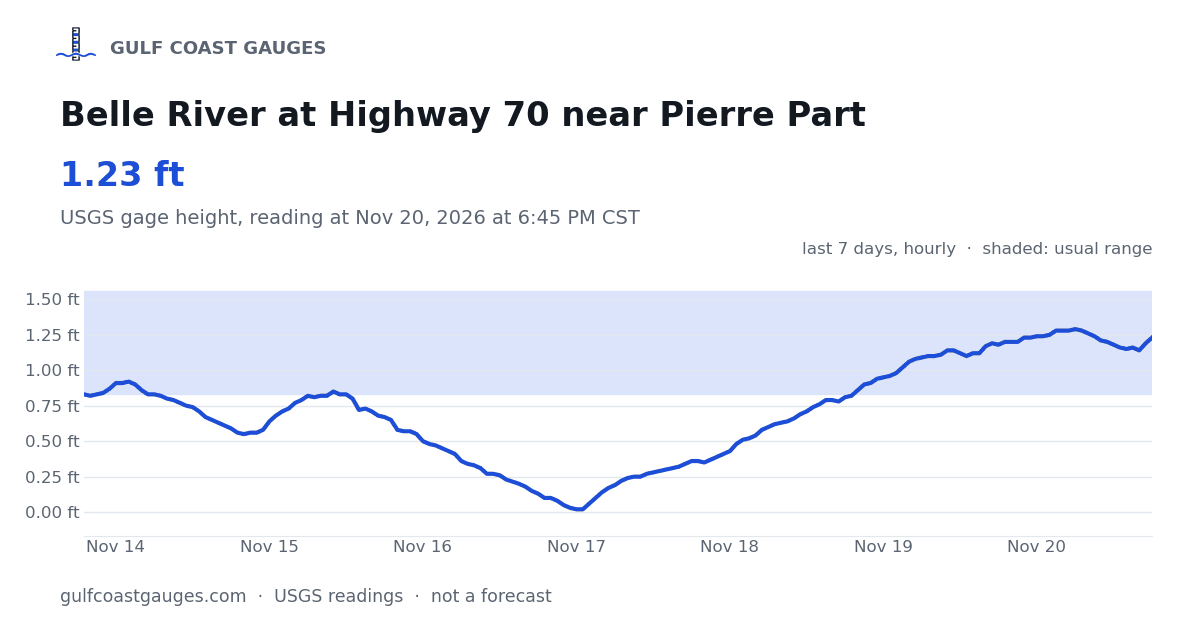 GULF COAST GAUGES
Belle River at Highway 70 near Pierre Part
1.23 ft
USGS gage height, reading at Nov 20, 2026 at 6:45 PM CST
last 7 days, hourly · shaded: usual range
1.50 ft
1.25 ft
1.00 ft
0.75 ft
0.50 ft
0.25 ft
0.00 ft
Nov 14 Nov 15 Nov 16 Nov 17 Nov 18 Nov 19 Nov 20
gulfcoastgauges.com · USGS readings · not a forecast